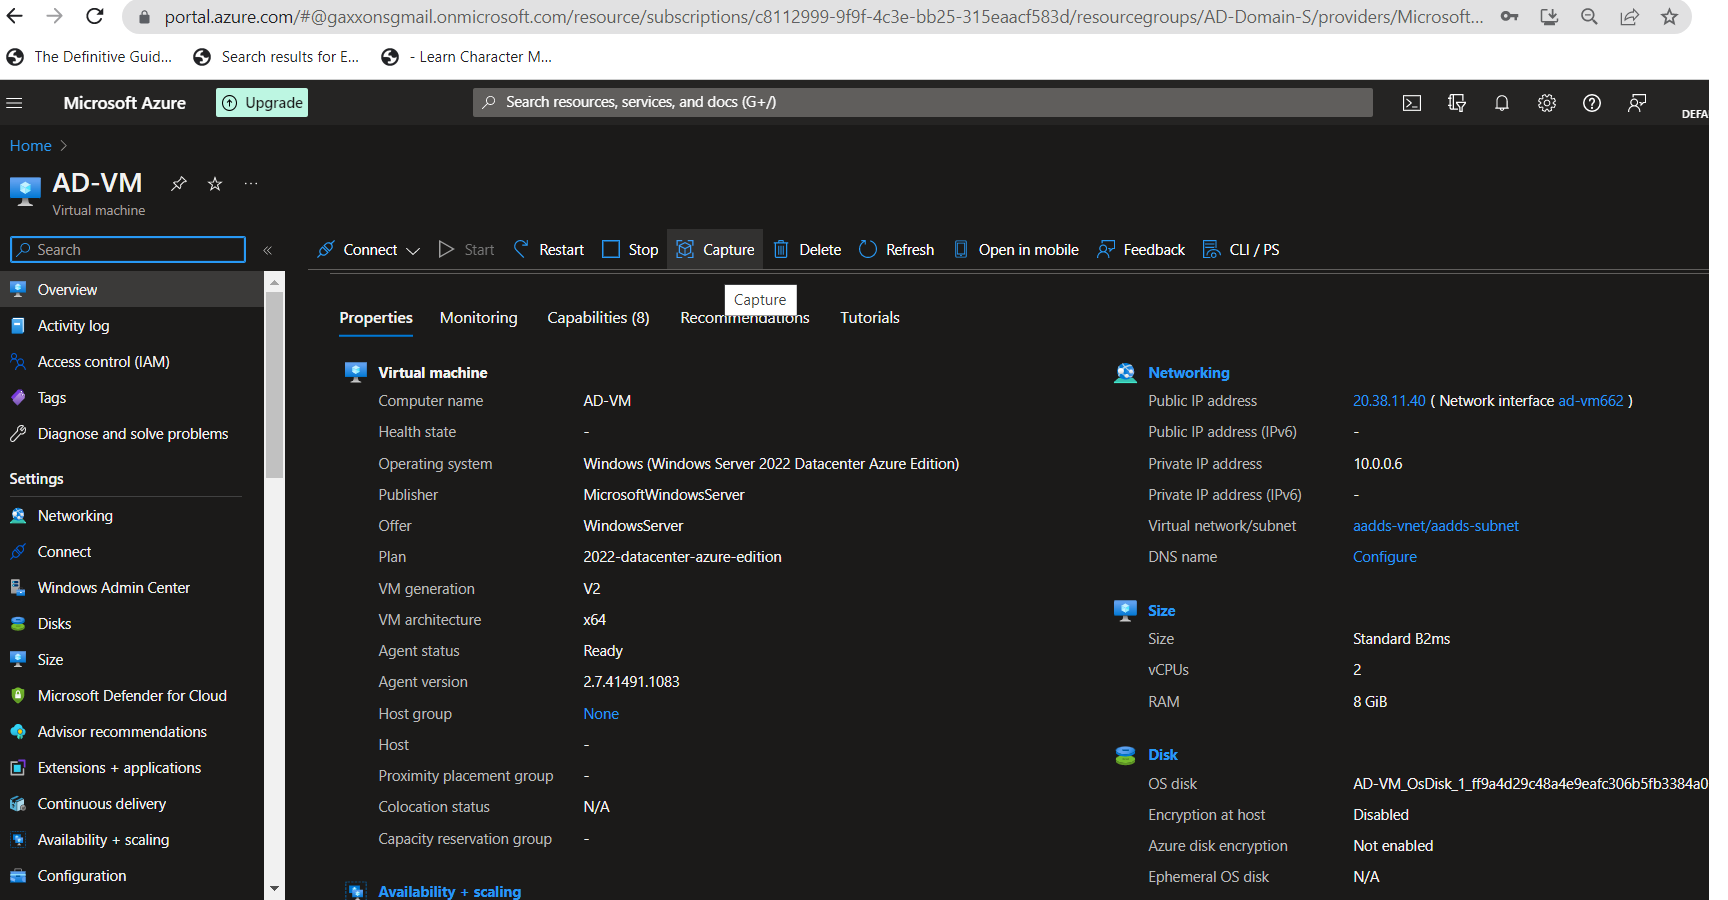 portal.azure.com/#@gaxxonsgmail.onmicrosoft.com/resource/subscriptions/c8112999-9f9f-4c3e-bb25-315eaacf583d/resourcegroups/AD-Domain-S/providers/Microsoft...
The Definitive Guid... Search results for E... - Learn Character M...
Microsoft Azure Upgrade Search resources, services, and docs (G+/) DEFA
Home >
AD-VM ...
Virtual machine
Search «
Connect Start Restart Stop Capture Delete Refresh Open in mobile Feedback CLI / PS
Capture
Properties Monitoring Capabilities (8) Recommendations Tutorials
Overview
Activity log
Access control (IAM)
Tags
Diagnose and solve problems
Settings
Networking
Connect
Windows Admin Center
Disks
Size
Microsoft Defender for Cloud
Advisor recommendations
Extensions + applications
Continuous delivery
Availability + scaling
Configuration
Virtual machine
Computer name AD-VM
Health state -
Operating system Windows (Windows Server 2022 Datacenter Azure Edition)
Publisher MicrosoftWindowsServer
Offer WindowsServer
Plan 2022-datacenter-azure-edition
VM generation V2
VM architecture x64
Agent status Ready
Agent version 2.7.41491.1083
Host group None
Host -
Proximity placement group -
Colocation status N/A
Capacity reservation group -
Availability + scaling
Networking
Public IP address 20.38.11.40 ( Network interface ad-vm662 )
Public IP address (IPv6) -
Private IP address 10.0.0.6
Private IP address (IPv6) -
Virtual network/subnet aadds-vnet/aadds-subnet
DNS name Configure
Size
Size Standard B2ms
vCPUs 2
RAM 8 GiB
Disk
OS disk AD-VM_OsDisk_1_ff9a4d29c48a4e9eafc306b5fb3384a0
Encryption at host Disabled
Azure disk encryption Not enabled
Ephemeral OS disk N/A